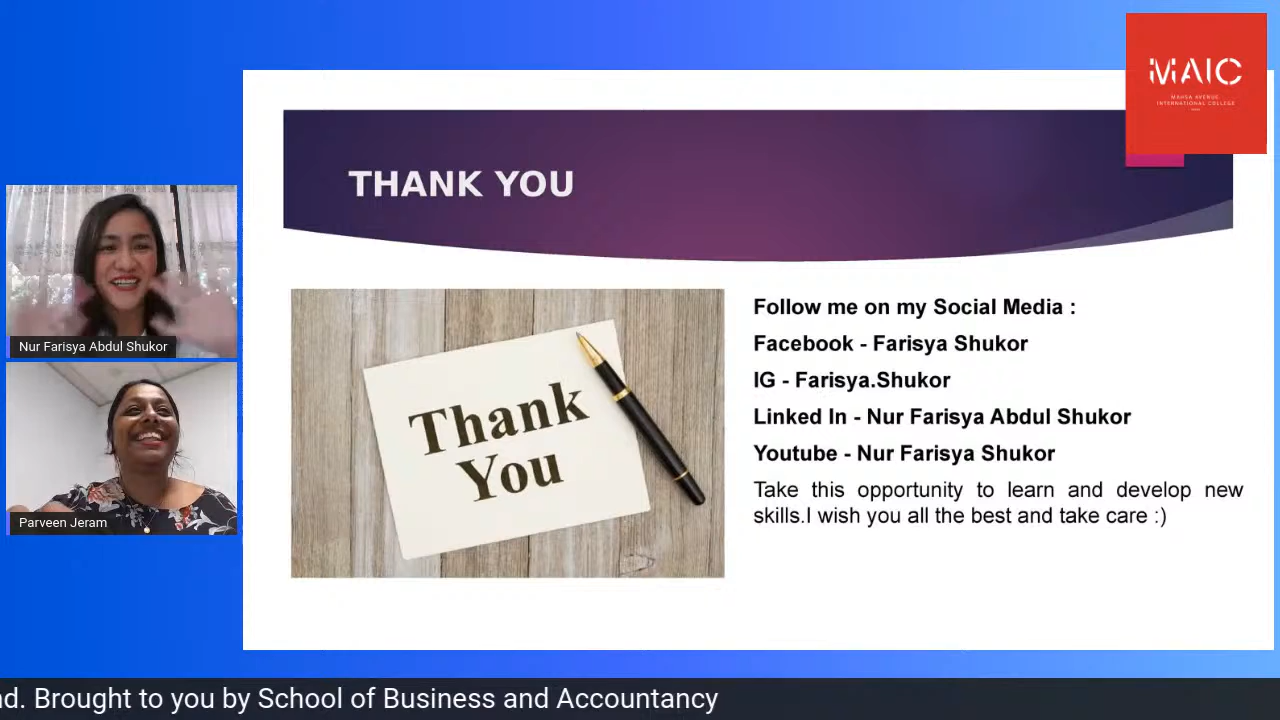 MAIC
MAHSA AVENUE
INTERNATIONAL COLLEGE
THANK YOU
Thank
You
Follow me on my Social Media :
Facebook - Farisya Shukor
IG - Farisya.Shukor
Linked In - Nur Farisya Abdul Shukor
Youtube - Nur Farisya Shukor
Take this opportunity to learn and develop new
skills.I wish you all the best and take care :)
Nur Farisya Abdul Shukor
Parveen Jeram
nd. Brought to you by School of Business and Accountancy